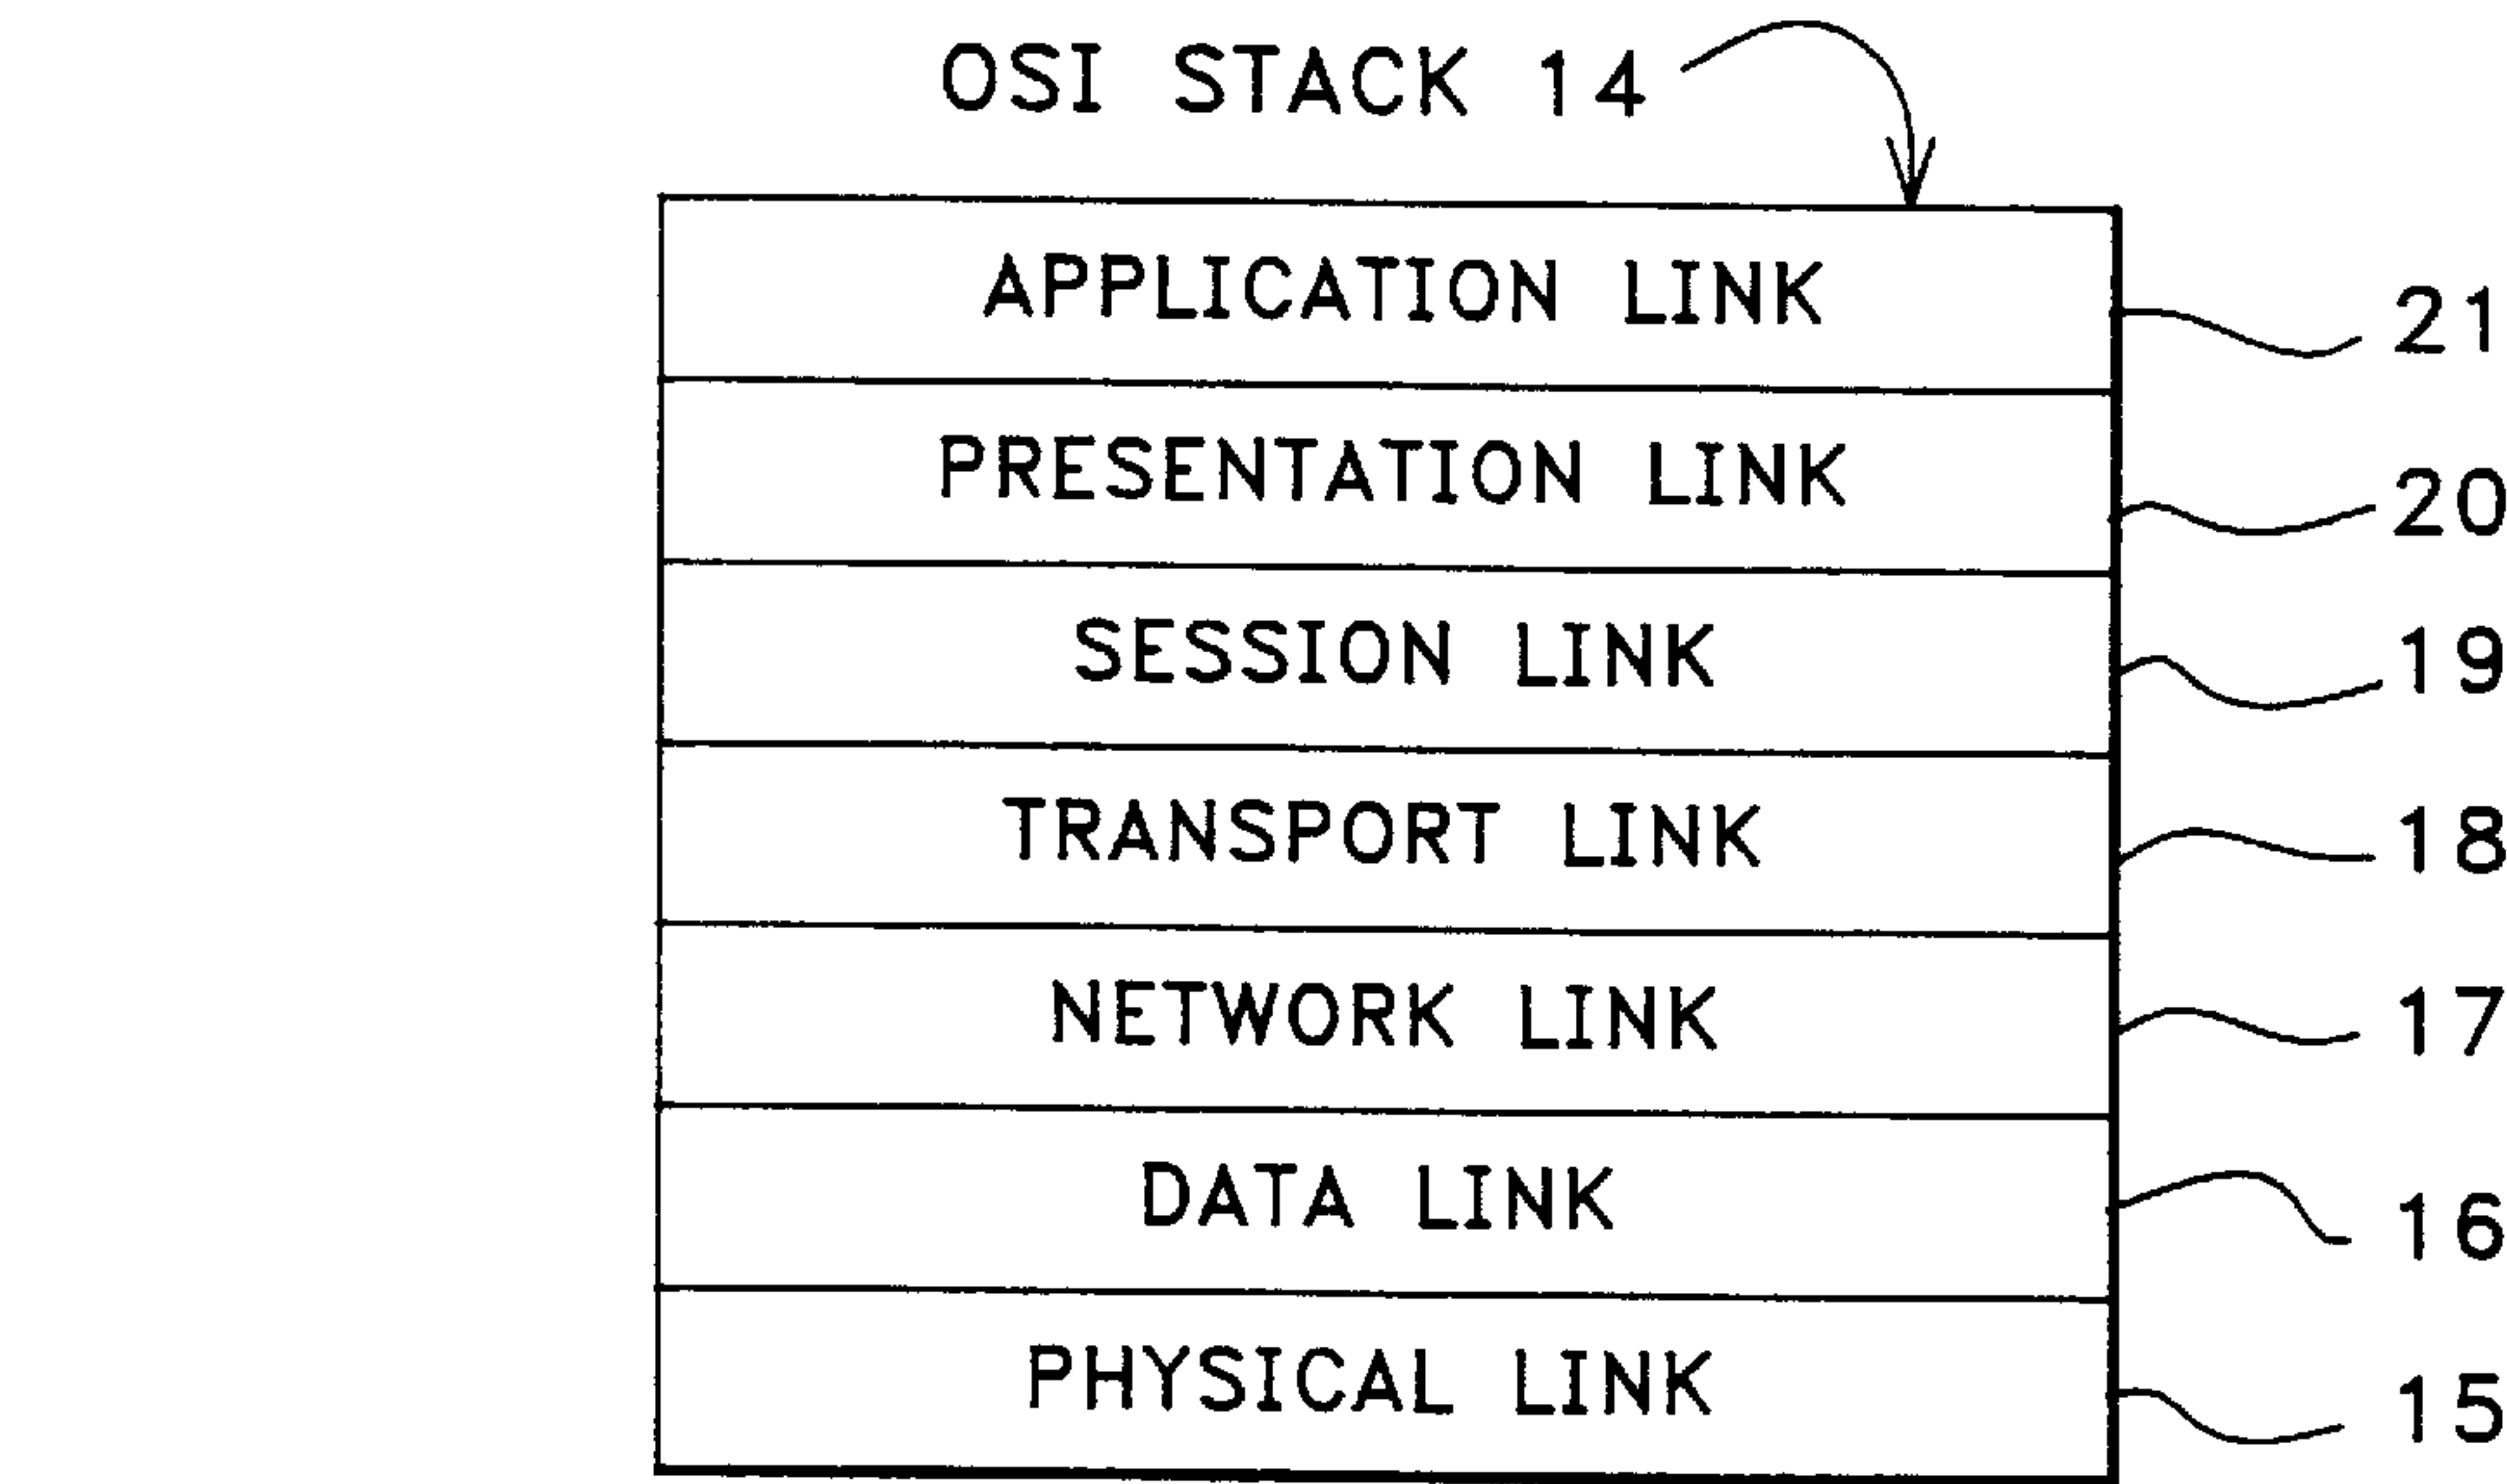 OSI STACK 14
APPLICATION LINK 21
PRESENTATION LINK 20
SESSION LINK 19
TRANSPORT LINK 18
NETWORK LINK 17
DATA LINK 16
PHYSICAL LINK 15